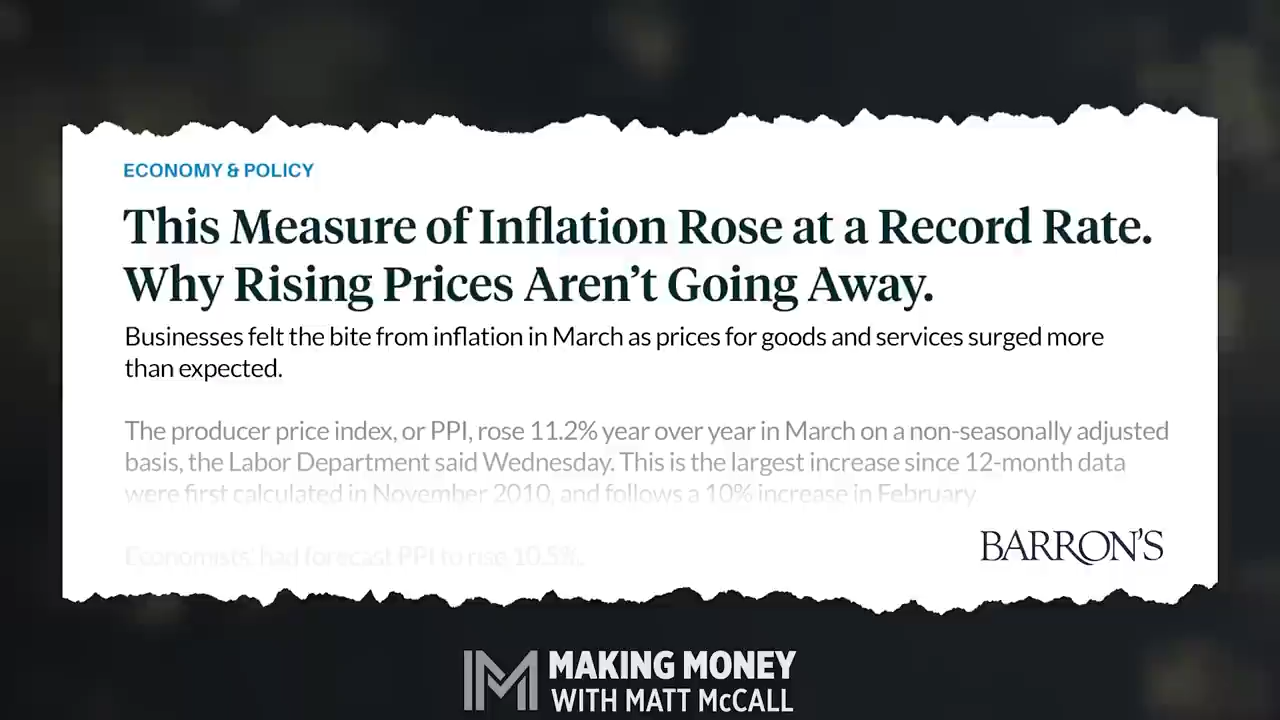 ECONOMY & POLICY
This Measure of Inflation Rose at a Record Rate.
Why Rising Prices Aren’t Going Away.
Businesses felt the bite from inflation in March as prices for goods and services surged more
than expected.
The producer price index, or PPI, rose 11.2% year over year in March on a non-seasonally adjusted
basis, the Labor Department said Wednesday. This is the largest increase since 12-month data
were first calculated in November 2010, and follows a 10% increase in February
Economists, had forecast PPI to rise 10.5%.
BARRON’S
MAKING MONEY
WITH MATT McCALL